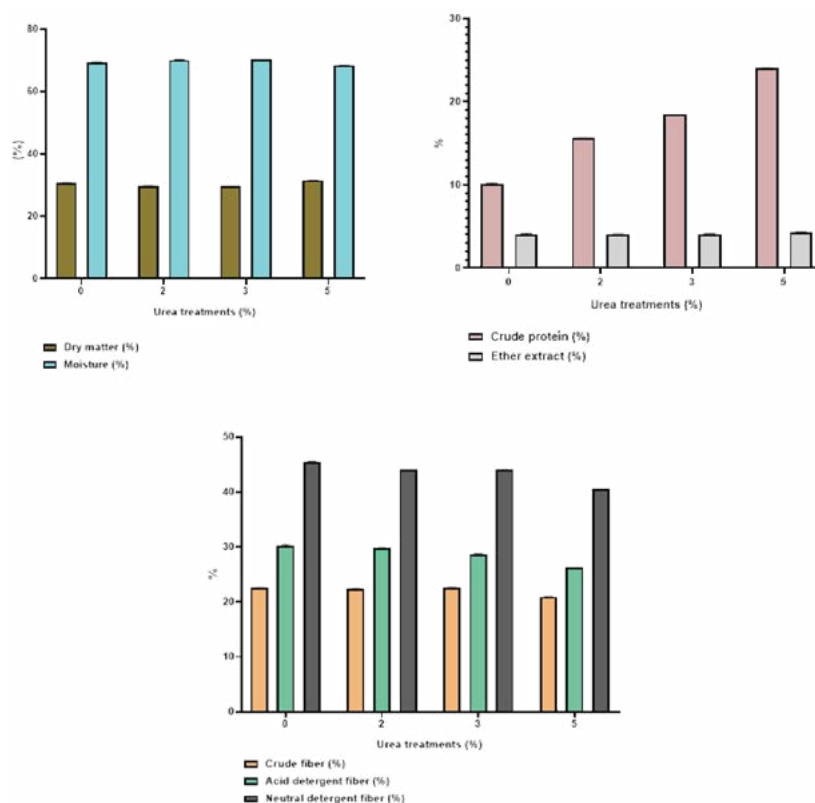 80
60
40
20
0
(%)
0 2 3 5
Urea treatments (%)
Dry matter (%)
Moisture (%)
30
20
10
0
%
0 2 3 5
Urea treatments (%)
Crude protein (%)
Ether extract (%)
50
40
30
20
10
0
%
0 2 3 5
Urea treatments (%)
Crude fiber (%)
Acid detergent fiber (%)
Neutral detergent fiber (%)